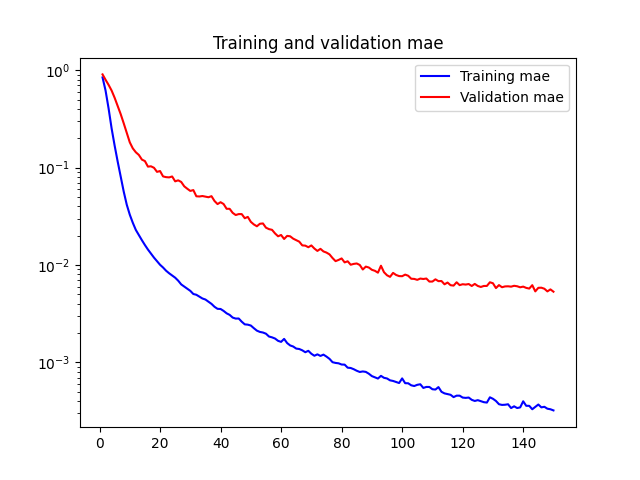 Training and validation mae
Training mae
Validation mae
10⁰
10⁻¹
10⁻²
10⁻³
0 20 40 60 80 100 120 140